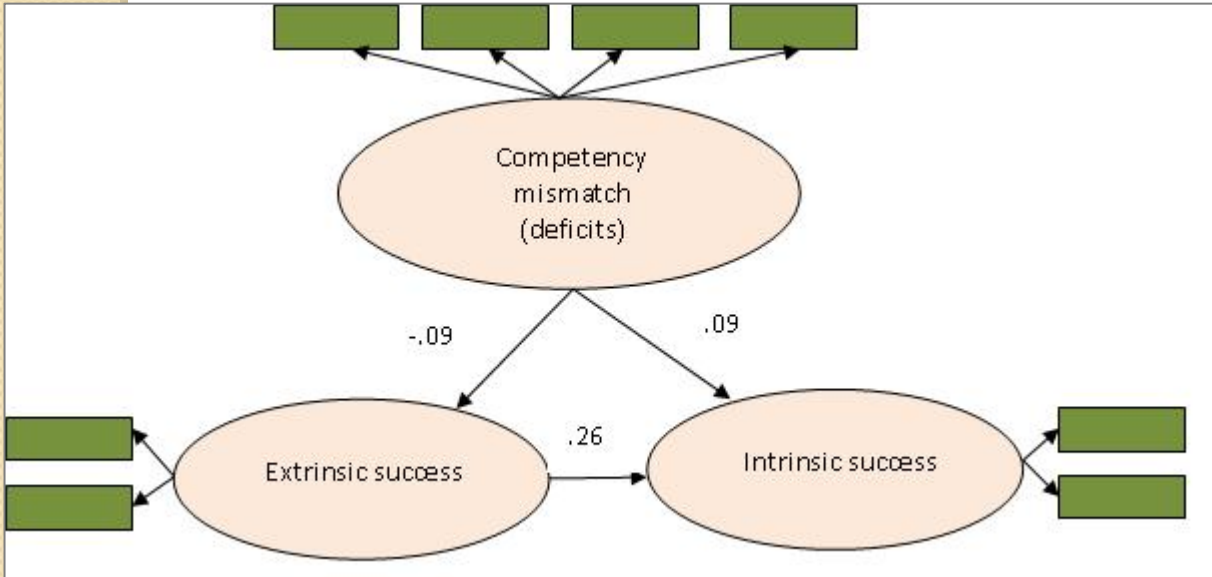 Competency
mismatch
(deficits)
-.09
.09
.26
Extrinsic success
Intrinsic success